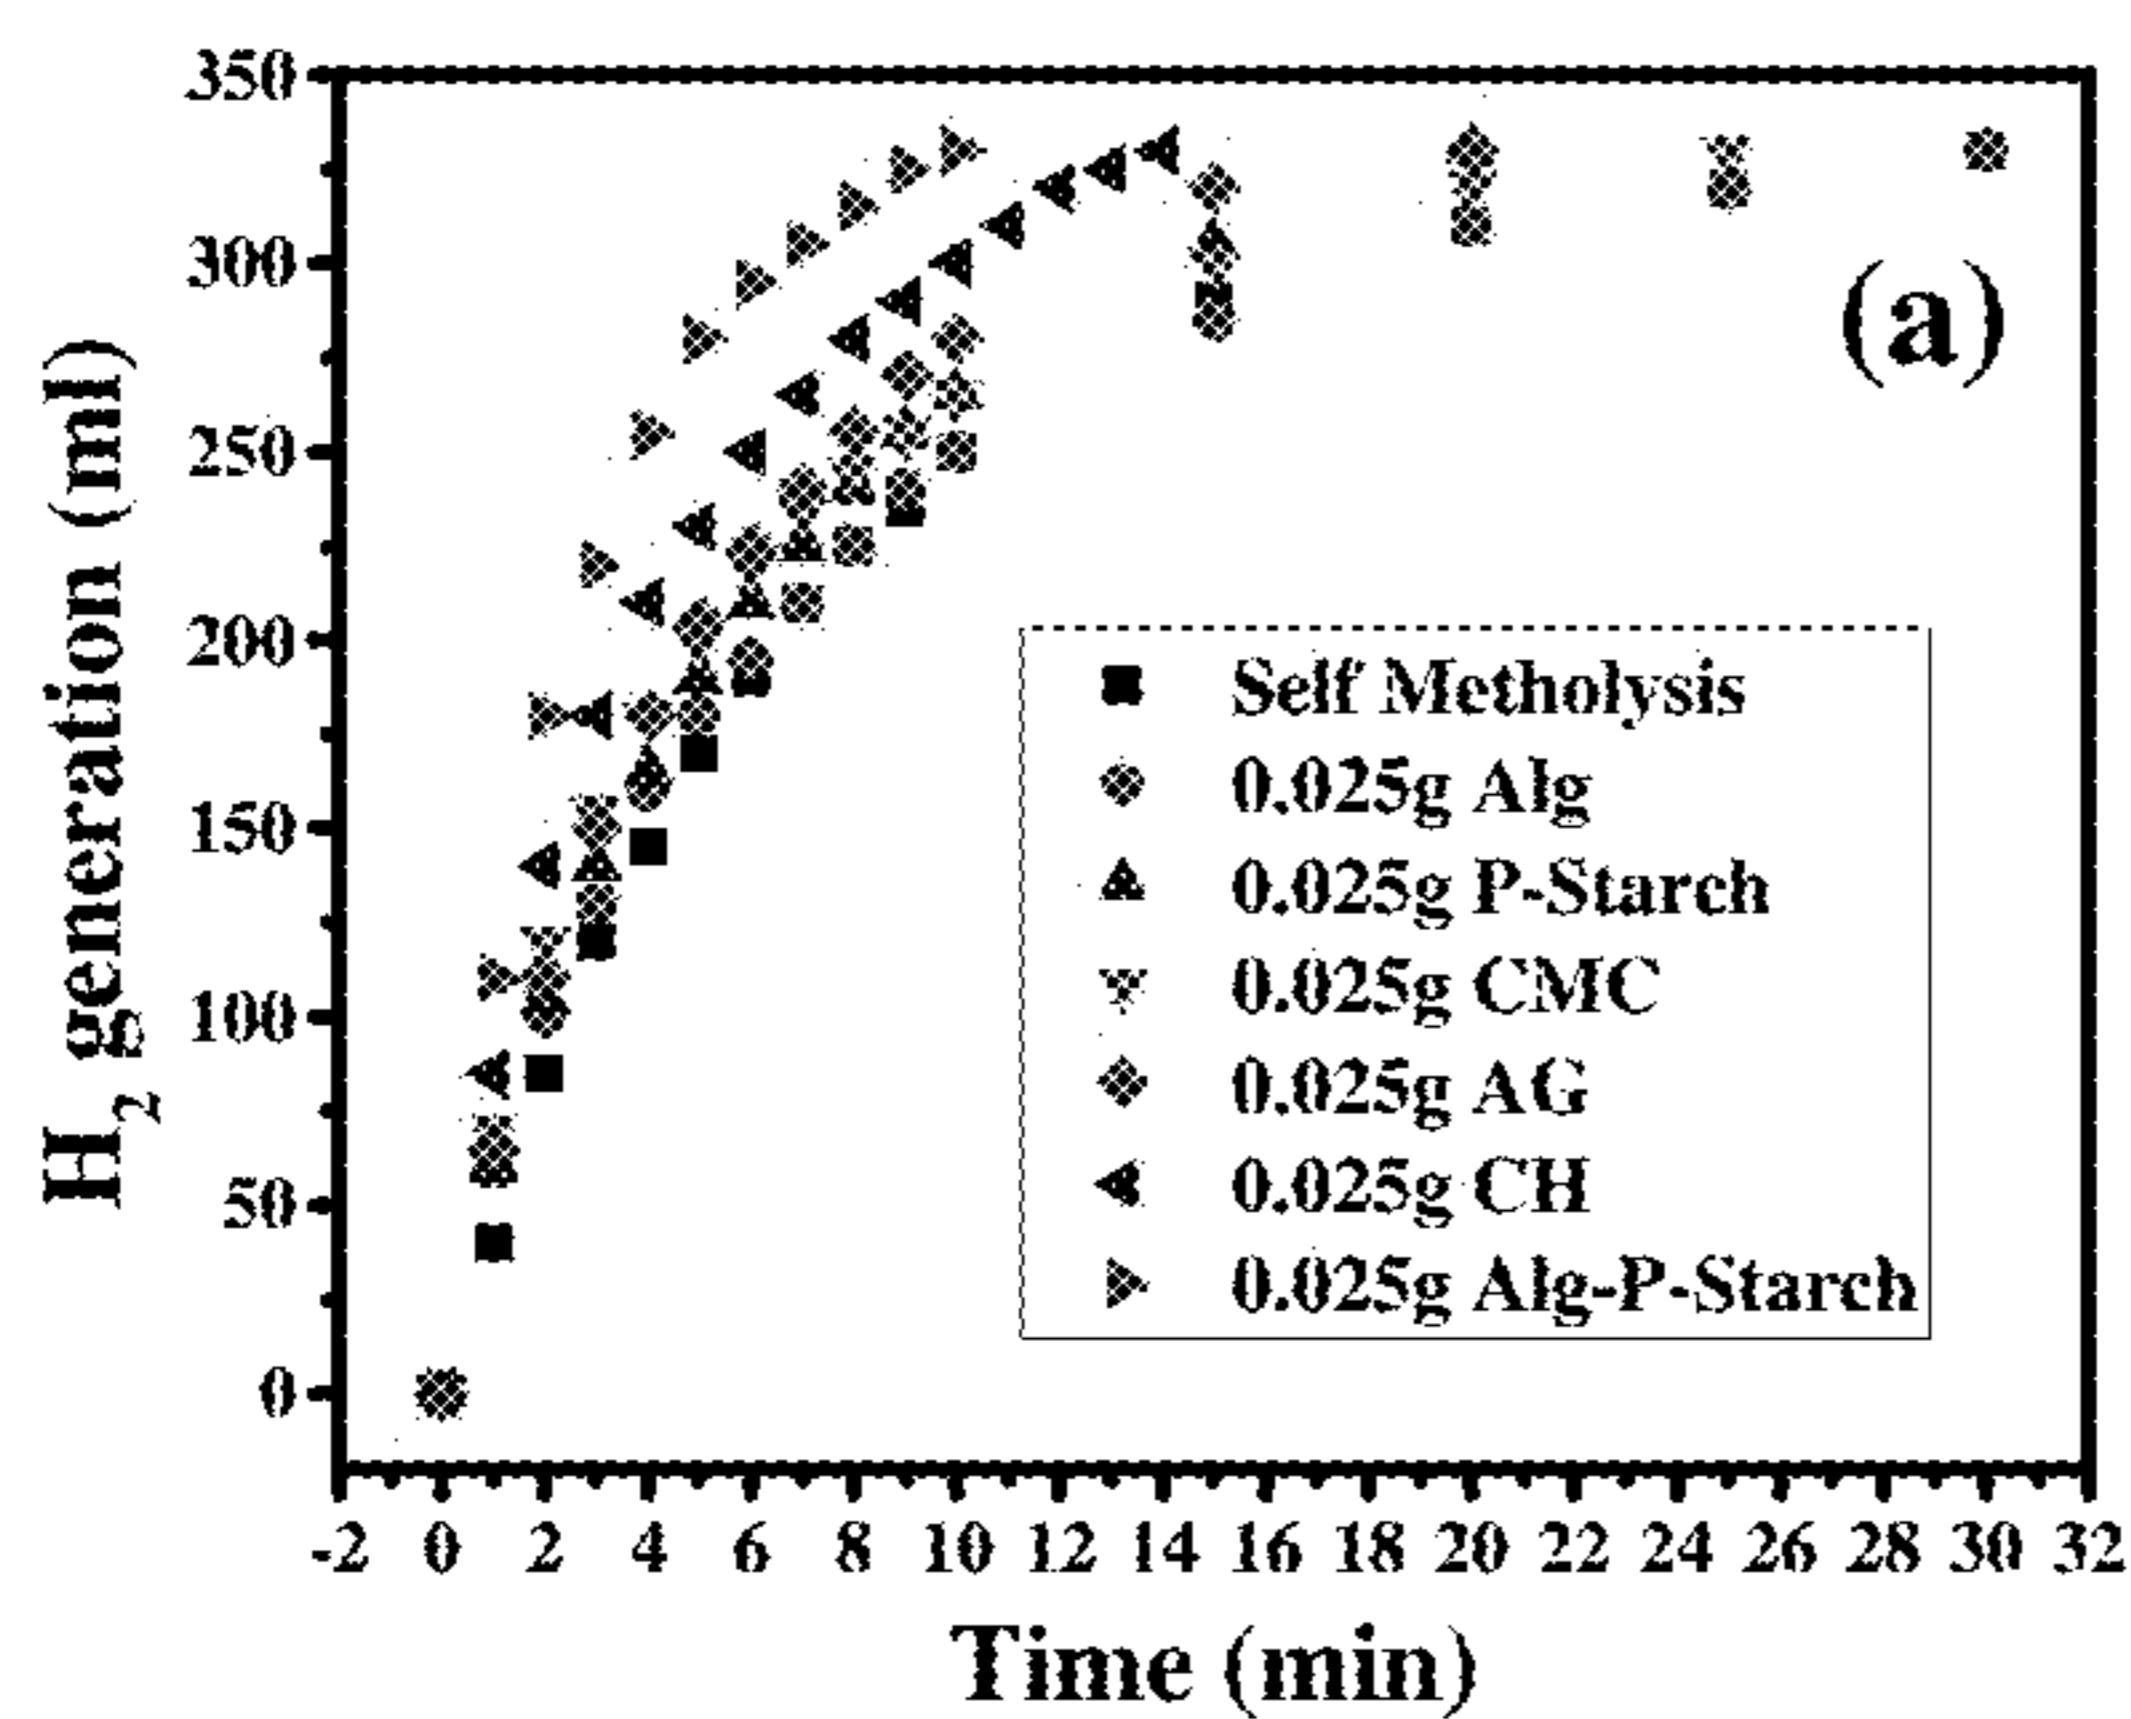 350
300
250
200
150
100
50
0
H2 generation (ml)
(a)
Self Metholysis
0.025g Alg
0.025g P-Starch
0.025g CMC
0.025g AG
0.025g CH
0.025g Alg-P-Starch
-2 0 2 4 6 8 10 12 14 16 18 20 22 24 26 28 30 32
Time (min)